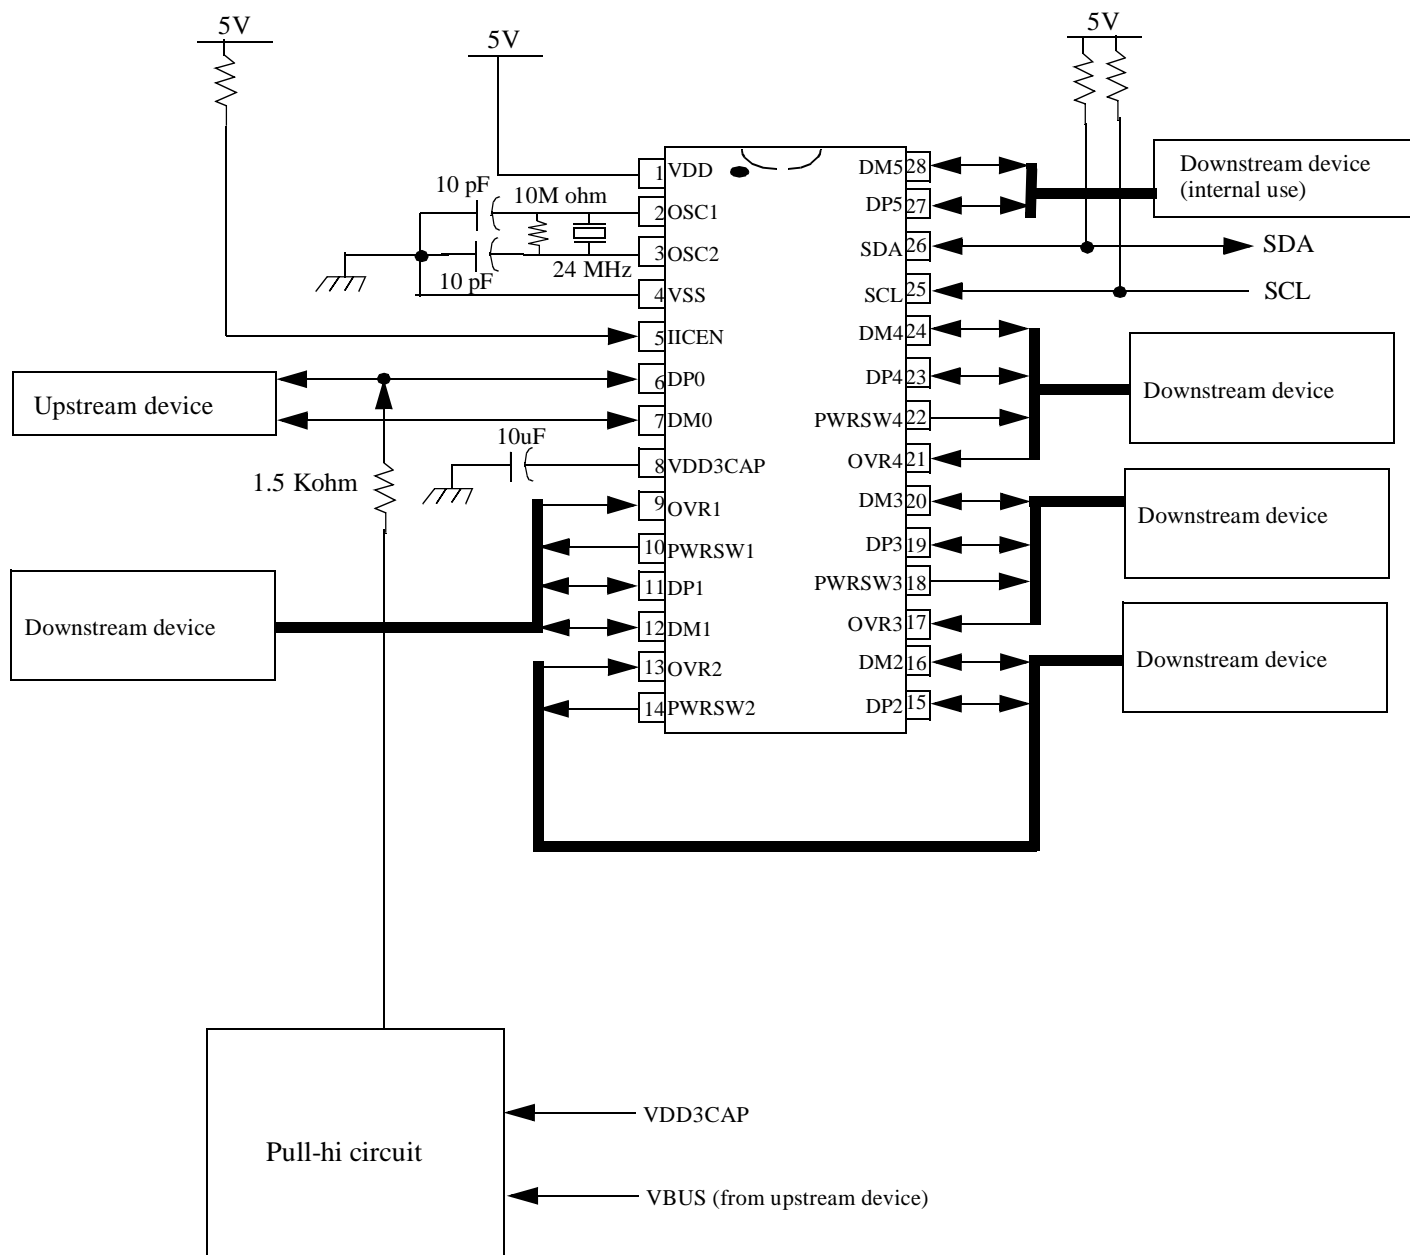 5V
5V
5V
10 pF
10M ohm
10 pF
24 MHz
1 VDD
2 OSC1
3 OSC2
4 VSS
5 IICEN
6 DP0
7 DM0
8 VDD3CAP
9 OVR1
10 PWRSW1
11 DP1
12 DM1
13 OVR2
14 PWRSW2
DM5 28
DP5 27
SDA 26
SCL 25
DM4 24
DP4 23
PWRSW4 22
OVR4 21
DM3 20
DP3 19
PWRSW3 18
OVR3 17
DM2 16
DP2 15
Downstream device
(internal use)
SDA
SCL
Downstream device
Downstream device
Downstream device
Upstream device
10uF
1.5 Kohm
Downstream device
Pull-hi circuit
VDD3CAP
VBUS (from upstream device)